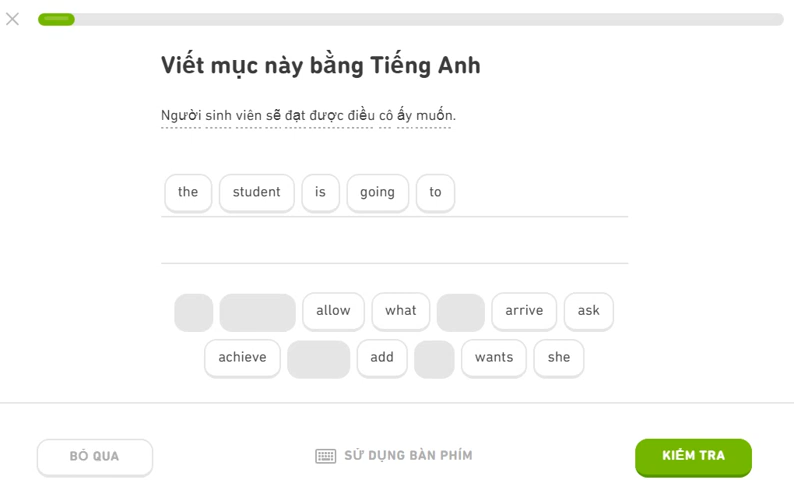 Viết mục này bằng Tiếng Anh
Người sinh viên sẽ đạt được điều cô ấy muốn.
the student is going to
allow what arrive ask
achieve add wants she
BỎ QUA SỬ DỤNG BÀN PHÍM KIỂM TRA